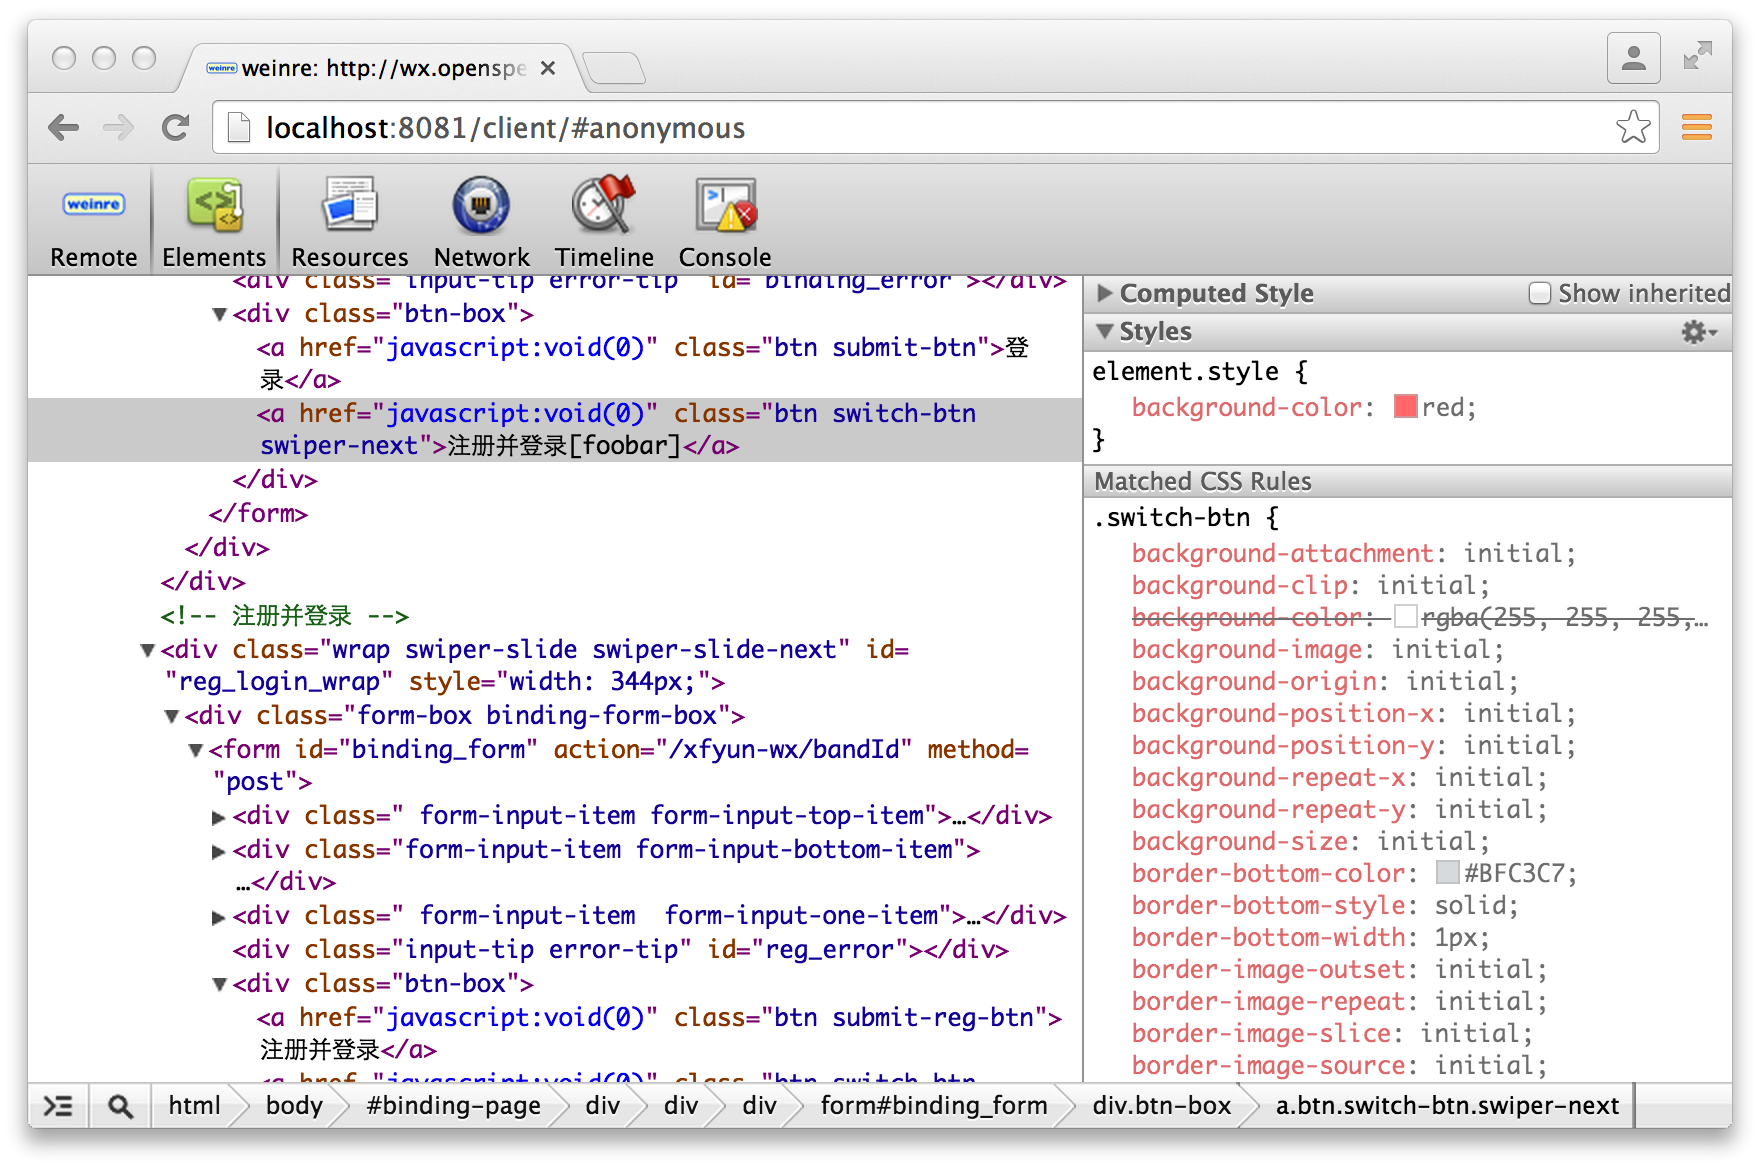 weinre: http://wx.openspe
localhost:8081/client/#anonymous
weinre
Remote
Elements
Resources
Network
Timeline
Console
<div class="input-tip error-tip" id="binding_error"></div>
<div class="btn-box">
<a href="javascript:void(0)" class="btn submit-btn">登
录</a>
<a href="javascript:void(0)" class="btn switch-btn
swiper-next">注册并登录[foobar]</a>
</div>
</form>
</div>
</div>
<!-- 注册并登录 -->
<div class="wrap swiper-slide swiper-slide-next" id=
"reg_login_wrap" style="width: 344px;">
<div class="form-box binding-form-box">
<form id="binding_form" action="/xfyun-wx/bandId" method=
"post">
<div class=" form-input-item form-input-top-item">…</div>
<div class="form-input-item form-input-bottom-item">
…</div>
<div class=" form-input-item  form-input-one-item">…</div>
<div class="input-tip error-tip" id="reg_error"></div>
<div class="btn-box">
<a href="javascript:void(0)" class="btn submit-reg-btn">
注册并登录</a>
<a href="javascript:void(0)" class="btn switch-btn
Computed Style
Show inherited
Styles
element.style {
background-color: red;
}
Matched CSS Rules
.switch-btn {
background-attachment: initial;
background-clip: initial;
background-color: rgba(255, 255, 255,…
background-image: initial;
background-origin: initial;
background-position-x: initial;
background-position-y: initial;
background-repeat-x: initial;
background-repeat-y: initial;
background-size: initial;
border-bottom-color: #BFC3C7;
border-bottom-style: solid;
border-bottom-width: 1px;
border-image-outset: initial;
border-image-repeat: initial;
border-image-slice: initial;
border-image-source: initial;
html
body
#binding-page
div
div
div
form#binding_form
div.btn-box
a.btn.switch-btn.swiper-next